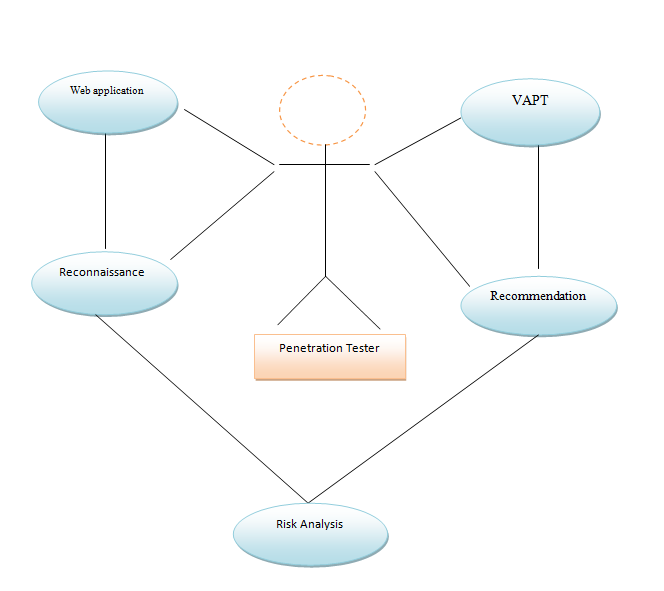 Web application
VAPT
Reconnaissance
Recommendation
Penetration Tester
Risk Analysis